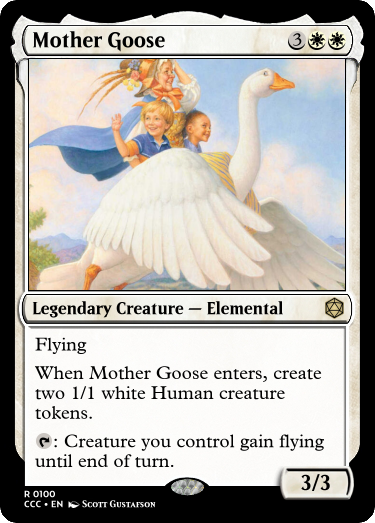 Mother Goose 3
Legendary Creature — Elemental
Flying
When Mother Goose enters, create
two 1/1 white Human creature
tokens.
: Creature you control gain flying
until end of turn.
3/3
R 0100
CCC • EN Scott Gustafson